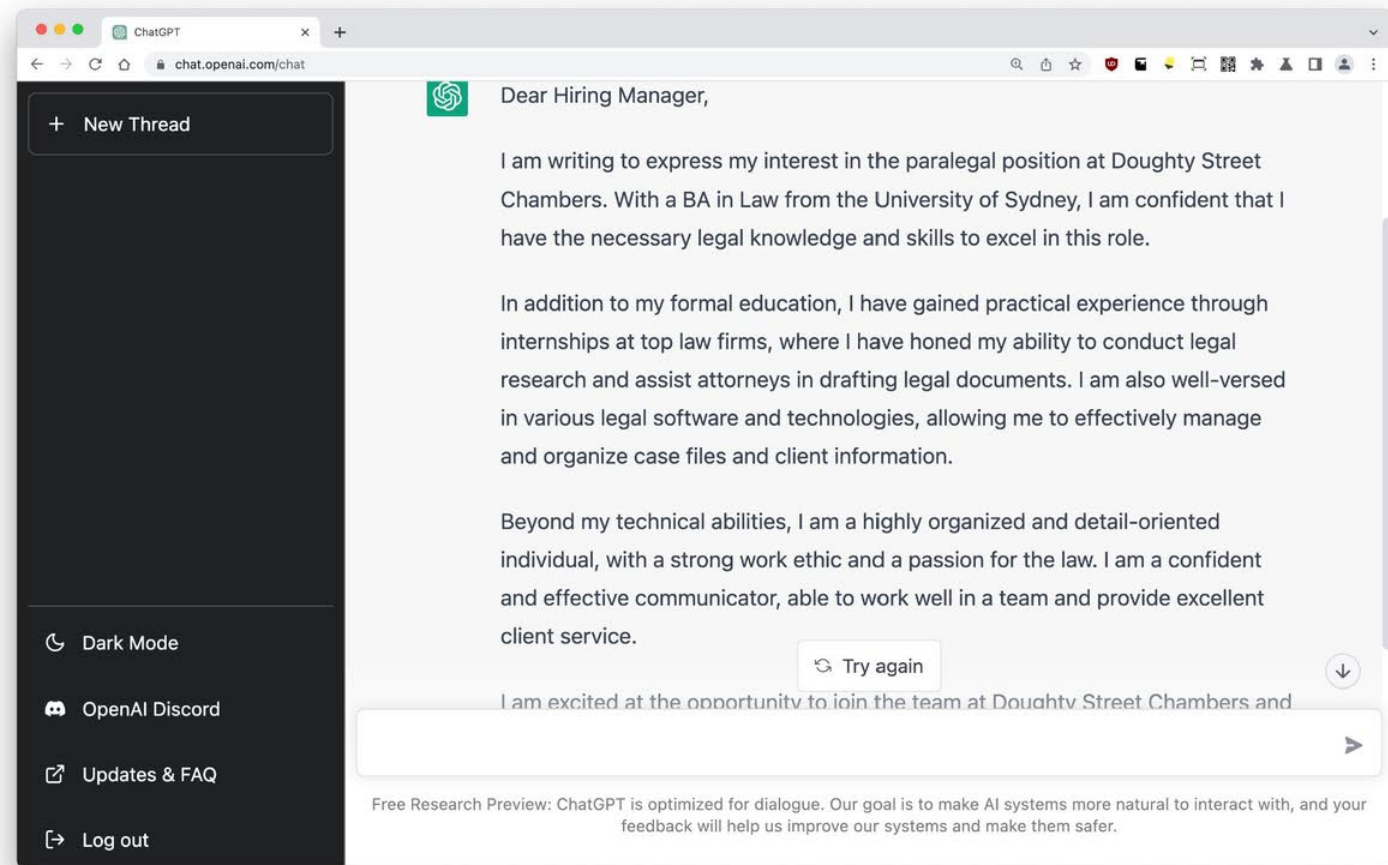 ChatGPT
chat.openai.com/chat
New Thread
Dear Hiring Manager,
I am writing to express my interest in the paralegal position at Doughty Street
Chambers. With a BA in Law from the University of Sydney, I am confident that I
have the necessary legal knowledge and skills to excel in this role.
In addition to my formal education, I have gained practical experience through
internships at top law firms, where I have honed my ability to conduct legal
research and assist attorneys in drafting legal documents. I am also well-versed
in various legal software and technologies, allowing me to effectively manage
and organize case files and client information.
Beyond my technical abilities, I am a highly organized and detail-oriented
individual, with a strong work ethic and a passion for the law. I am a confident
and effective communicator, able to work well in a team and provide excellent
client service.
Try again
I am excited at the opportunity to join the team at Doughty Street Chambers and
Dark Mode
OpenAI Discord
Updates & FAQ
Log out
Free Research Preview: ChatGPT is optimized for dialogue. Our goal is to make AI systems more natural to interact with, and your
feedback will help us improve our systems and make them safer.